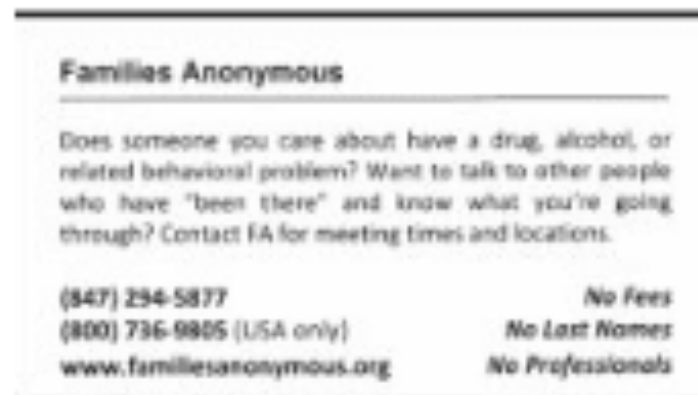 Families Anonymous
Does someone you care about have a drug, alcohol, or
related behavioral problem? Want to talk to other people
who have "been there" and know what you're going
through? Contact FA for meeting times and locations.
(847) 294-5877 No Fees
(800) 736-9805 (USA only) No Last Names
www.familiesanonymous.org No Professionals